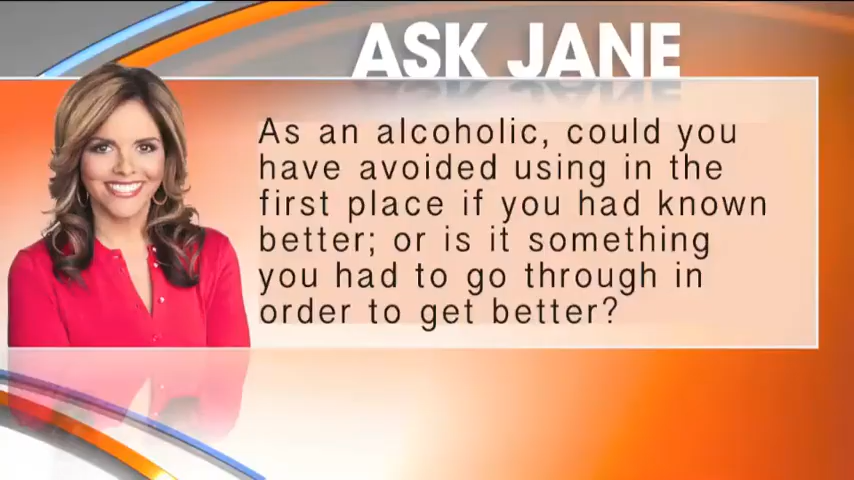 ASK JANE
As an alcoholic, could you
have avoided using in the
first place if you had known
better; or is it something
you had to go through in
order to get better?